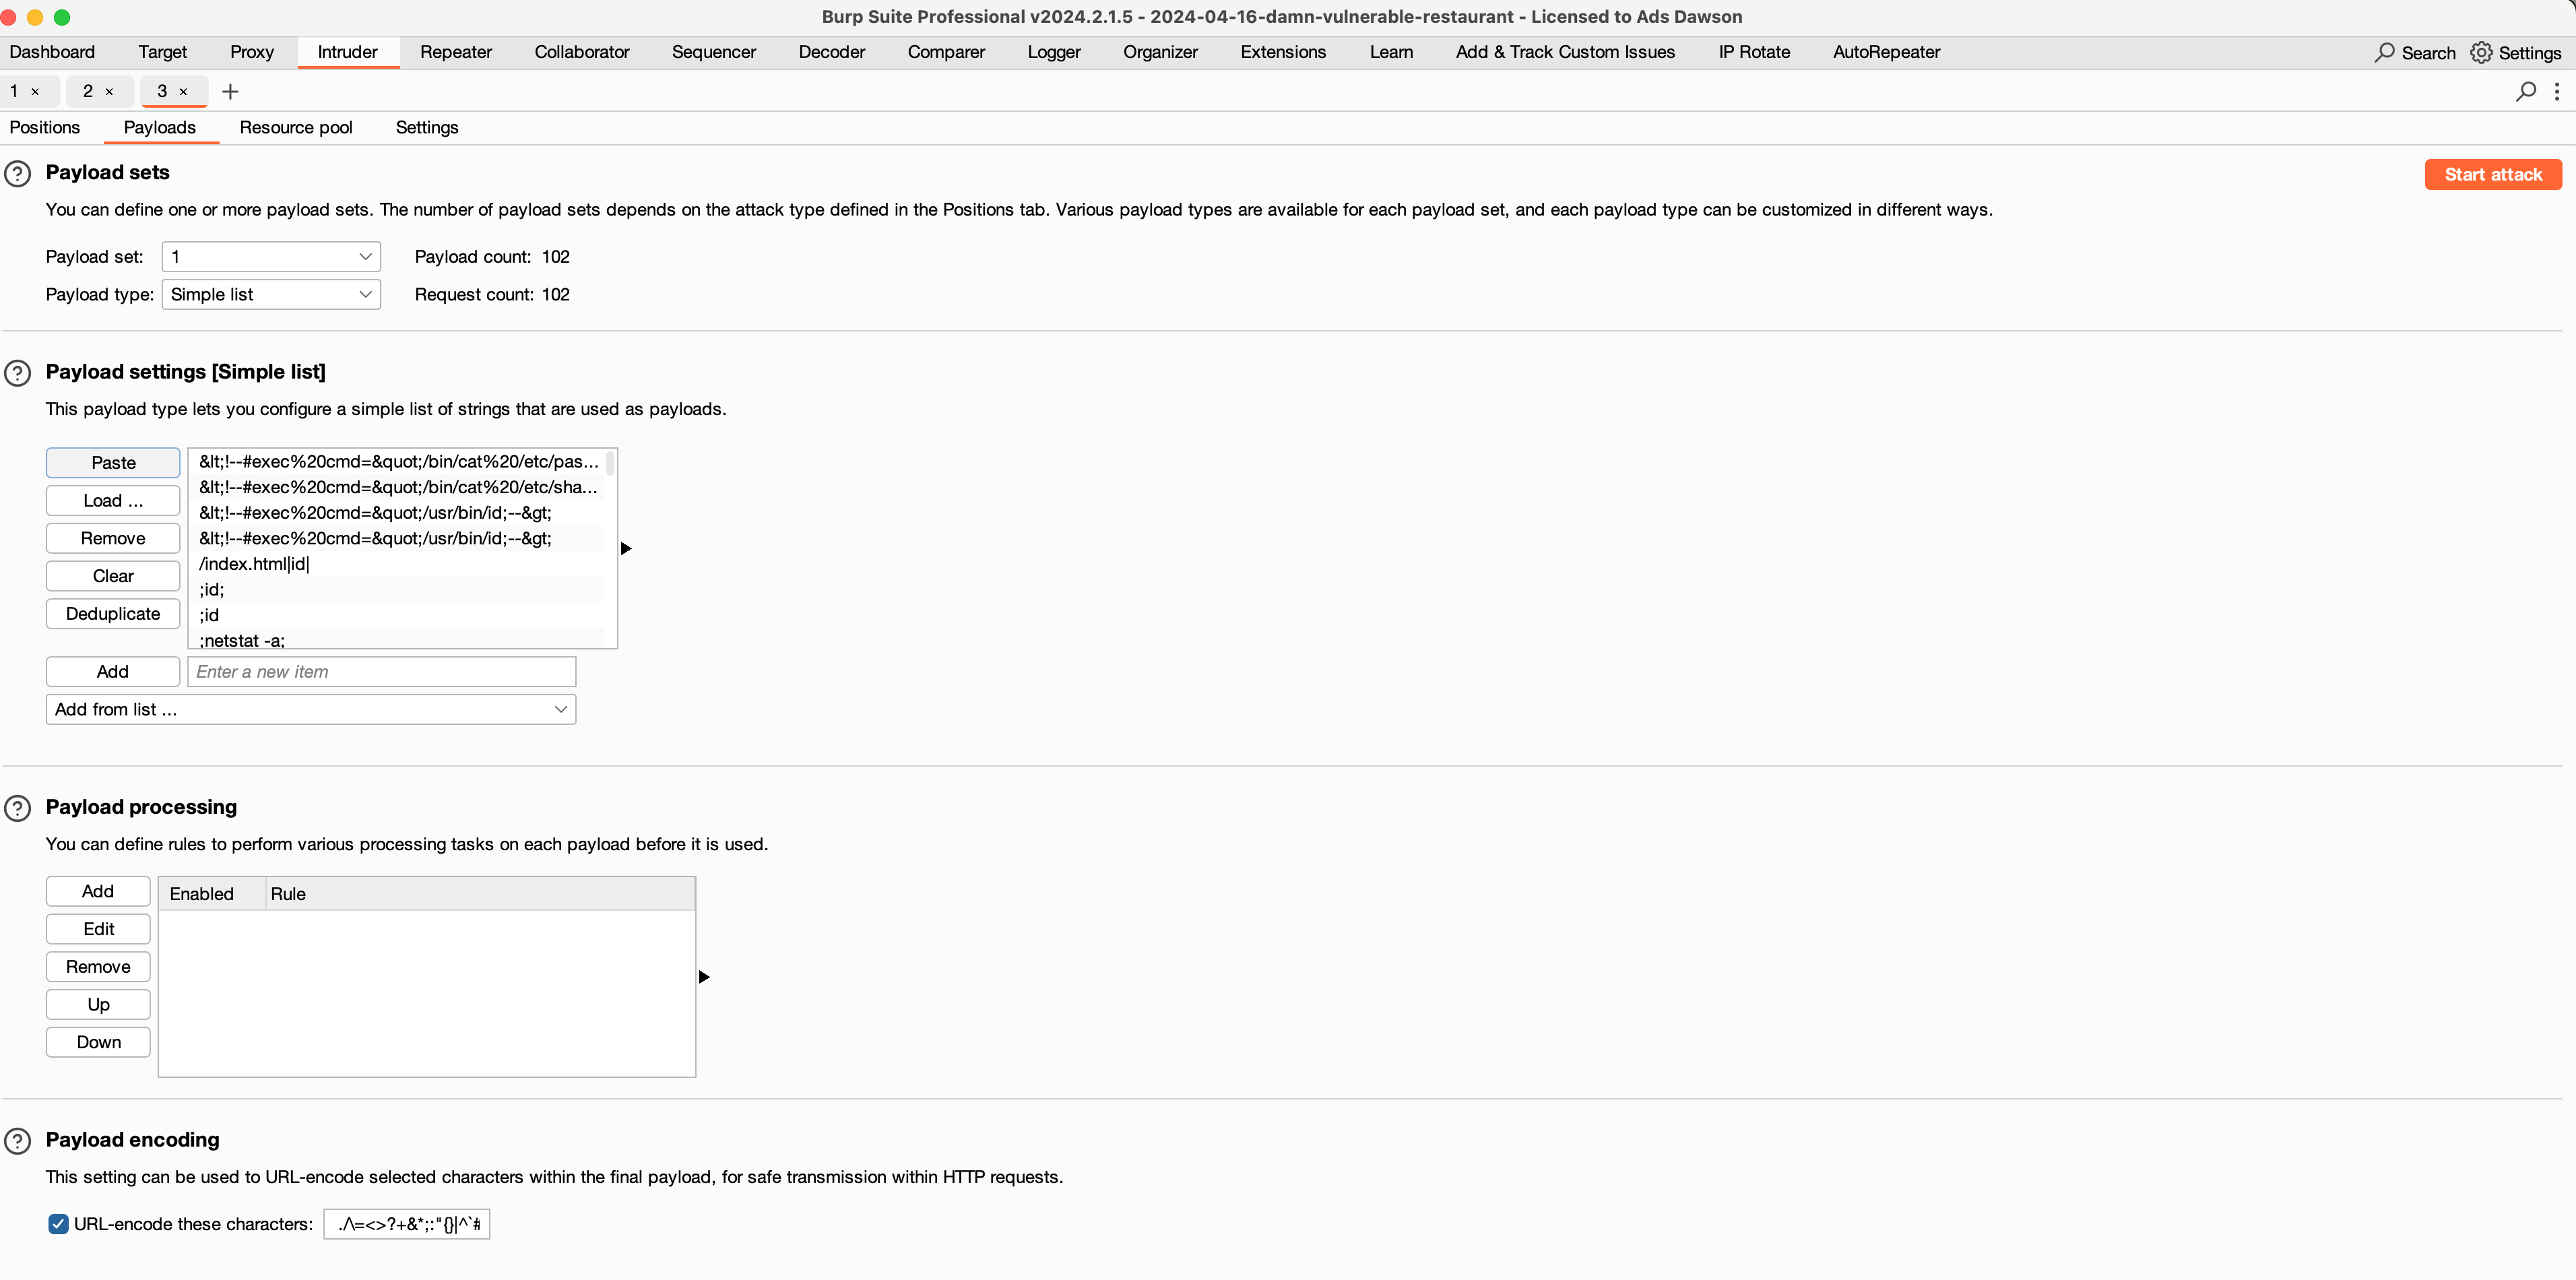 Burp Suite Professional v2024.2.1.5 - 2024-04-16-damn-vulnerable-restaurant - Licensed to Ads Dawson
Dashboard Target Proxy Intruder Repeater Collaborator Sequencer Decoder Comparer Logger Organizer Extensions Learn Add & Track Custom Issues IP Rotate AutoRepeater Search Settings
1 × 2 × 3 × +
Positions Payloads Resource pool Settings
Payload sets
Start attack
You can define one or more payload sets. The number of payload sets depends on the attack type defined in the Positions tab. Various payload types are available for each payload set, and each payload type can be customized in different ways.
Payload set: 1 Payload count: 102
Payload type: Simple list Request count: 102
Payload settings [Simple list]
This payload type lets you configure a simple list of strings that are used as payloads.
Paste
Load ...
Remove
Clear
Deduplicate
&lt;!--#exec%20cmd=&quot;/bin/cat%20/etc/pas...
&lt;!--#exec%20cmd=&quot;/bin/cat%20/etc/sha...
&lt;!--#exec%20cmd=&quot;/usr/bin/id;--&gt;
&lt;!--#exec%20cmd=&quot;/usr/bin/id;--&gt;
/index.html|id|
;id;
;id
;netstat -a;
Add Enter a new item
Add from list ...
Payload processing
You can define rules to perform various processing tasks on each payload before it is used.
Add
Edit
Remove
Up
Down
Enabled Rule
Payload encoding
This setting can be used to URL-encode selected characters within the final payload, for safe transmission within HTTP requests.
URL-encode these characters: ./\=<>?+&*;:"{}|^`#